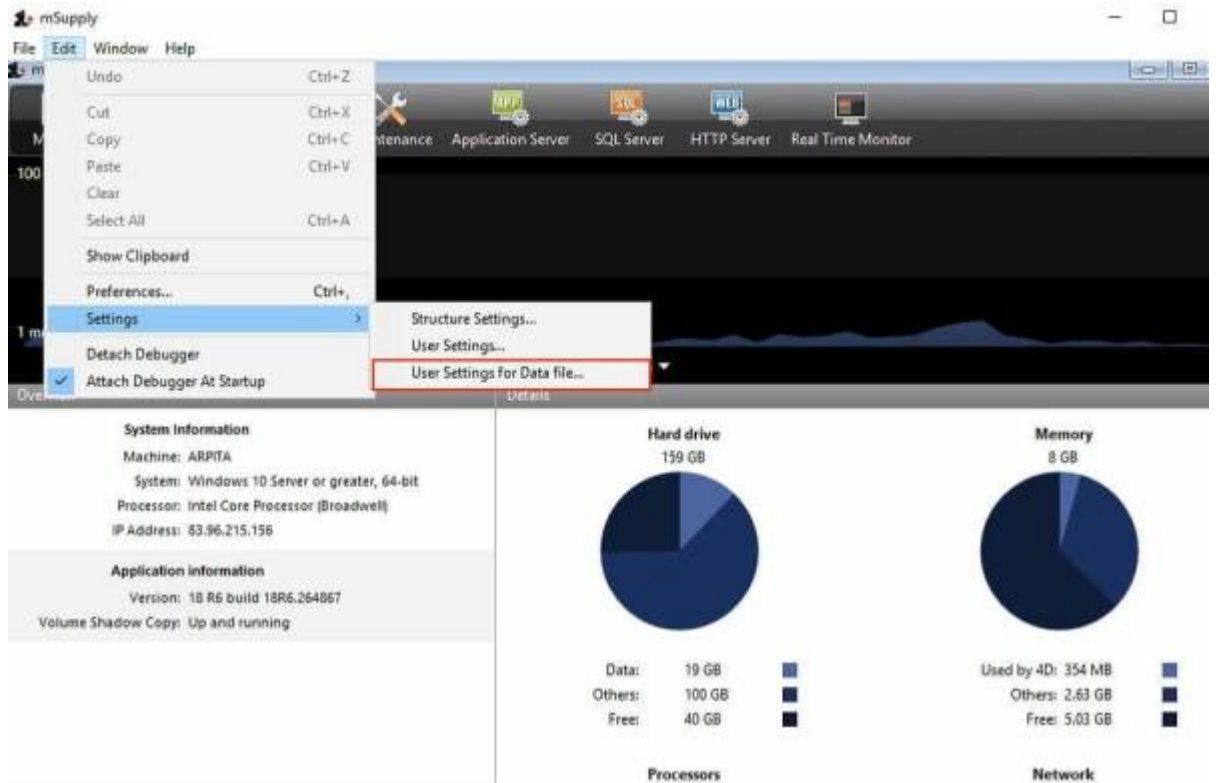 mSupply
File Edit Window Help
Undo Ctrl+Z
Cut Ctrl+X
Copy Ctrl+C
Paste Ctrl+V
Clear
Select All Ctrl+A
Show Clipboard
Preferences... Ctrl+,
Settings
Detach Debugger
Attach Debugger At Startup
Structure Settings...
User Settings...
User Settings for Data file...
Application Server SQL Server HTTP Server Real Time Monitor
100
Details
System Information
Machine: ARPITA
System: Windows 10 Server or greater, 64-bit
Processor: Intel Core Processor (Broadwell)
IP Address: 83.96.215.156
Application information
Version: 18 R6 build 18R6.264867
Volume Shadow Copy: Up and running
Hard drive
159 GB
Data: 19 GB
Others: 100 GB
Free: 40 GB
Memory
8 GB
Used by 4D: 354 MB
Others: 2.63 GB
Free: 5.03 GB
Processors
Network